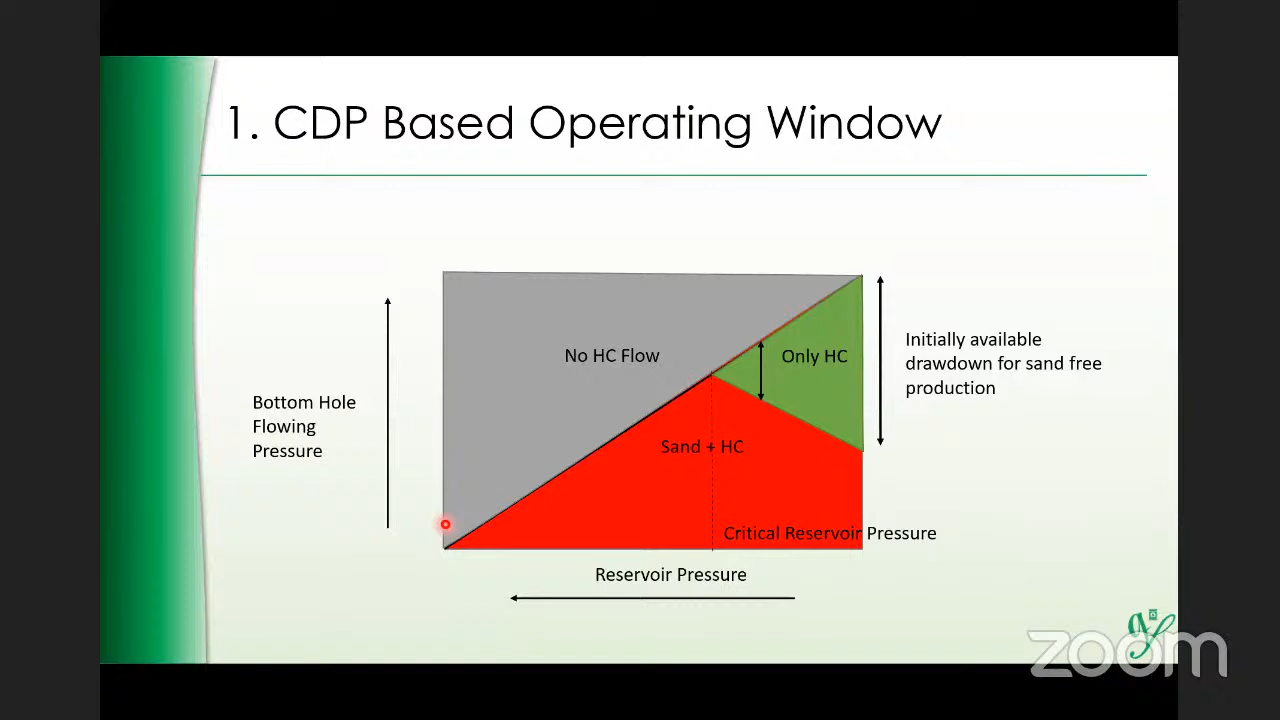 1. CDP Based Operating Window
No HC Flow
Only HC
Initially available
drawdown for sand free
production
Bottom Hole
Flowing
Pressure
Sand + HC
Critical Reservoir Pressure
Reservoir Pressure
zoom